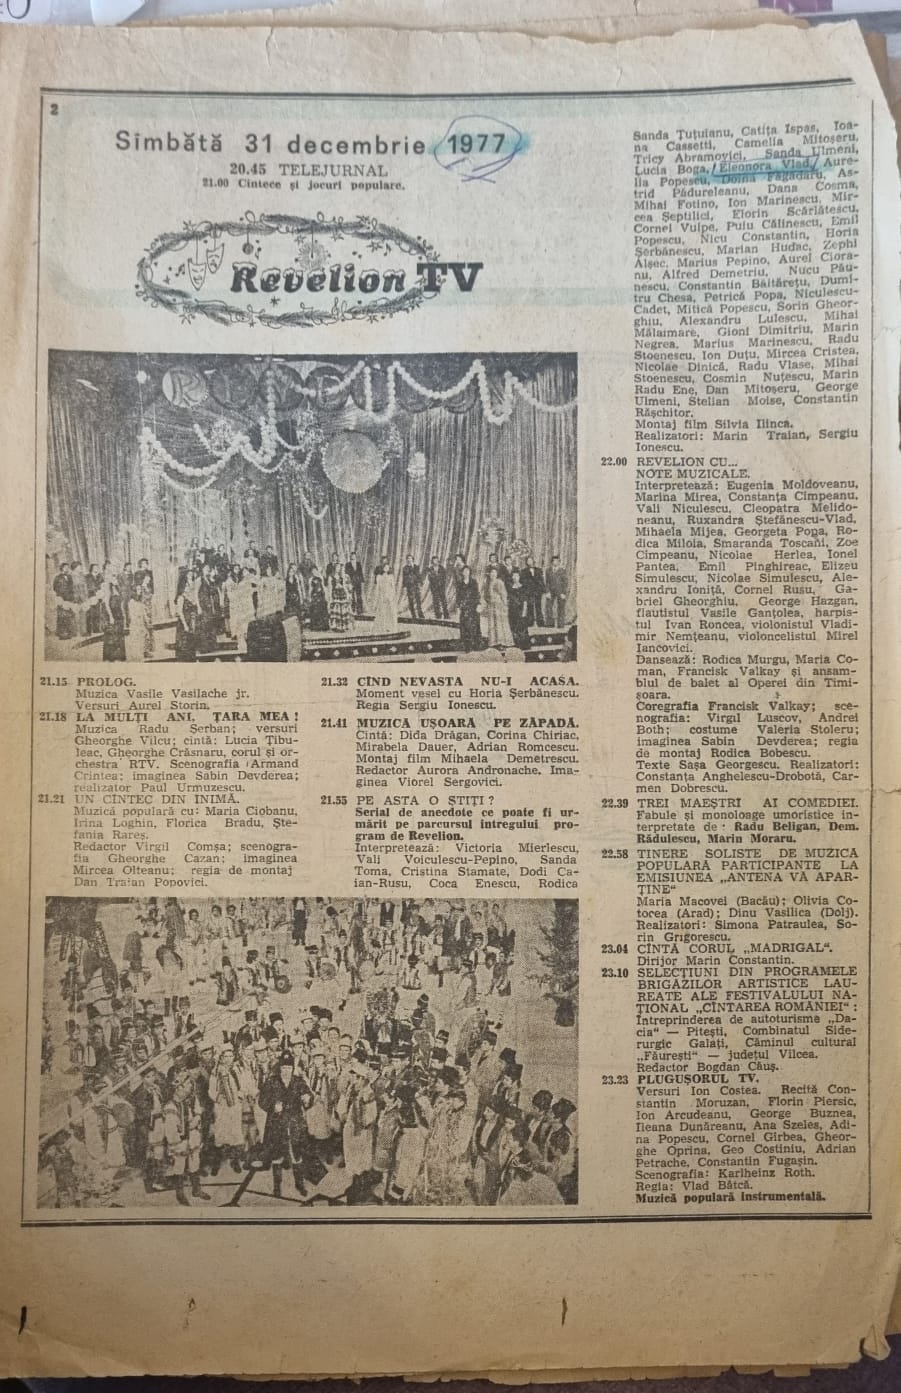 2
Sîmbătă 31 decembrie 1977
20.45 TELEJURNAL
21.00 Cîntece și jocuri populare.
Revelion TV
21.15 PROLOG.
Muzica Vasile Vasilache jr.
Versuri Aurel Storin.
21.18 LA MULȚI ANI, ȚARA MEA!
Muzica Radu Șerban; versuri
Gheorghe Vîlcu; cîntă: Lucia Țibu-
leac, Gheorghe Crăsnaru, corul și or-
chestra RTV. Scenografia Armand
Crintea; imaginea Sabin Devderea;
realizator Paul Urmuzescu.
21.21 UN CÎNTEC DIN INIMĂ.
Muzică populară cu: Maria Ciobanu,
Irina Loghin, Florica Bradu, Ște-
fania Rareș.
Redactor Virgil Comșa; scenogra-
fia Gheorghe Cazan; imaginea
Mircea Olteanu; regia de montaj
Dan Traian Popovici.
21.32 CÎND NEVASTA NU-I ACASĂ.
Moment vesel cu Horia Șerbănescu.
Regia Sergiu Ionescu.
21.41 MUZICĂ UȘOARĂ PE ZĂPADĂ.
Cîntă: Dida Drăgan, Corina Chiriac,
Mirabela Dauer, Adrian Romcescu.
Montaj film Mihaela Demetrescu.
Redactor Aurora Andronache. Ima-
ginea Viorel Sergovici.
21.55 PE ASTA O ȘTIȚI?
Serial de anecdote ce poate fi ur-
mărit pe parcursul întregului pro-
gram de Revelion.
Interpretează: Victoria Mierlescu,
Vali Voiculescu-Pepino, Sanda
Toma, Cristina Stamate, Dodi Ca-
ian-Rusu, Coca Enescu, Rodica
Sanda Țuțuianu, Catița Ispas, Ioa-
na Cassetti, Camelia Mitoșeru,
Tricy Abramovici, Sanda Ulmeni,
Lucia Boga, Eleonora Vlad, Aure-
lia Popescu, Doina Făgădaru, As-
trid Pădureleanu, Dana Cosma,
Mihai Fotino, Ion Marinescu, Mir-
cea Șeptilici, Florin Scărlătescu,
Cornel Vulpe, Puiu Călinescu, Emil
Popescu, Nicu Constantin, Horia
Șerbănescu, Marian Hudac, Zephi
Alșec, Marius Pepino, Aurel Ciora-
nu, Alfred Demetriu, Nucu Pău-
nescu, Constantin Băltărețu, Dumi-
tru Chesa, Petrică Popa, Niculescu-
Cadet, Mitică Popescu, Sorin Gheor-
ghiu, Alexandru Lulescu, Mihai
Mălaimare, Gioni Dimitriu, Marin
Negrea, Marius Marinescu, Radu
Stoenescu, Ion Duțu, Mircea Cristea,
Nicolae Dinică, Radu Vlase, Mihai
Stoenescu, Cosmin Nuțescu, Marin
Radu Ene, Dan Mitoșeru, George
Ulmeni, Stelian Moise, Constantin
Rășchitor.
Montaj film Silvia Ilinca.
Realizatori: Marin Traian, Sergiu
Ionescu.
22.00 REVELION CU...
NOTE MUZICALE.
Interpretează: Eugenia Moldoveanu,
Marina Mirea, Constanța Cîmpeanu,
Vali Niculescu, Cleopatra Melido-
neanu, Ruxandra Ștefănescu-Vlad,
Mihaela Mijea, Georgeta Popa, Ro-
dica Miloia, Smaranda Toscani, Zoe
Cîmpeanu, Nicolae Herlea, Ionel
Pantea, Emil Pinghireac, Elizeu
Simulescu, Nicolae Simulescu, Ale-
xandru Ioniță, Cornel Rusu, Ga-
briel Gheorghiu, George Hazgan,
flautistul Vasile Ganțolea, harpis-
tul Ivan Roncea, violonistul Vladi-
mir Nemțeanu, violoncelistul Mirel
Iancovici.
Dansează: Rodica Murgu, Maria Co-
man, Francisk Valkay și ansam-
blul de balet al Operei din Timi-
șoara.
Coregrafia Francisk Valkay; sce-
nografia: Virgil Luscov, Andrei
Both; costume Valeria Stoleru;
imaginea Sabin Devderea; regia
de montaj Rodica Bobescu.
Texte Sașa Georgescu. Realizatori:
Constanța Anghelescu-Drobotă, Car-
men Dobrescu.
22.39 TREI MAEȘTRI AI COMEDIEI.
Fabule și monoloage umoristice in-
terpretate de: Radu Beligan, Dem.
Rădulescu, Marin Moraru.
22.58 TINERE SOLISTE DE MUZICĂ
POPULARĂ PARTICIPANTE LA
EMISIUNEA „ANTENA VĂ APAR-
ȚINE"
Maria Macovei (Bacău); Olivia Co-
tocea (Arad); Dinu Vasilica (Dolj).
Realizatori: Simona Patraulea, So-
rin Grigorescu.
23.04 CÎNTĂ CORUL „MADRIGAL".
Dirijor Marin Constantin.
23.10 SELECȚIUNI DIN PROGRAMELE
BRIGĂZILOR ARTISTICE LAU-
REATE ALE FESTIVALULUI NA-
ȚIONAL „CÎNTAREA ROMÂNIEI":
Întreprinderea de autoturisme „Da-
cia" — Pitești, Combinatul Side-
rurgic Galați, Căminul cultural
„Făurești" — județul Vîlcea.
Redactor Bogdan Căuș.
23.23 PLUGUȘORUL TV.
Versuri Ion Costea. Recită Con-
stantin Moruzan, Florin Piersic,
Ion Arcudeanu, George Buznea,
Ileana Dunăreanu, Ana Szeles, Adi-
na Popescu, Cornel Gîrbea, Gheor-
ghe Oprina, Geo Costiniu, Adrian
Petrache, Constantin Fugașin.
Scenografia: Karlheinz Roth.
Regia: Vlad Bâtcă.
Muzică populară instrumentală.